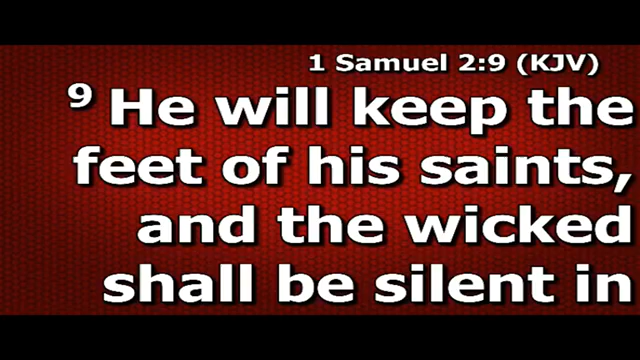 1 Samuel 2:9 (KJV)
9 He will keep the
feet of his saints,
and the wicked
shall be silent in